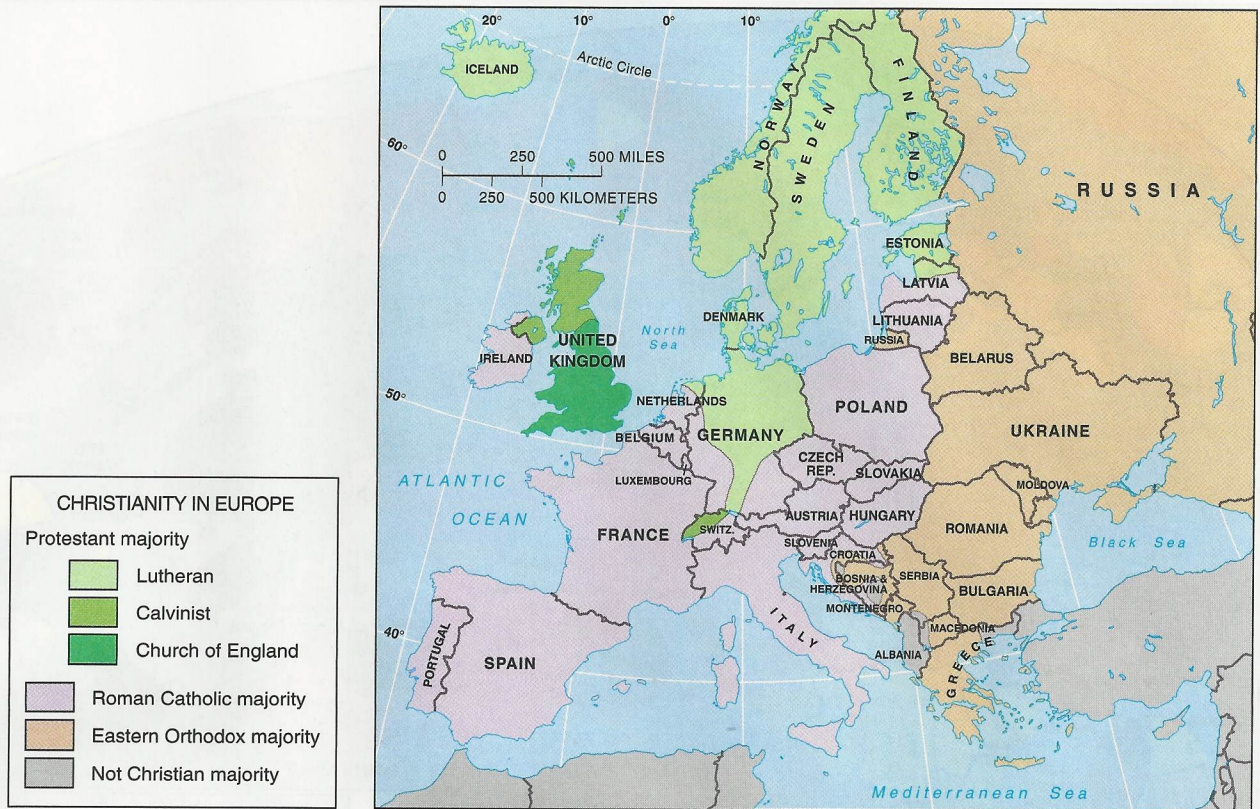 20°
10°
0°
10°
Arctic Circle
ICELAND
NORWAY
SWEDEN
FINLAND
60°
0 250 500 MILES
0 250 500 KILOMETERS
RUSSIA
ESTONIA
LATVIA
LITHUANIA
RUSSIA
DENMARK
North
Sea
UNITED
KINGDOM
IRELAND
BELARUS
50°
NETHERLANDS
POLAND
BELGIUM
GERMANY
UKRAINE
CZECH
REP.
SLOVAKIA
LUXEMBOURG
MOLDOVA
ATLANTIC
OCEAN
FRANCE
SWITZ.
AUSTRIA
HUNGARY
ROMANIA
SLOVENIA
CROATIA
Black Sea
BOSNIA &
HERZEGOVINA
SERBIA
BULGARIA
MONTENEGRO
ITALY
MACEDONIA
40°
PORTUGAL
SPAIN
ALBANIA
GREECE
Mediterranean Sea
CHRISTIANITY IN EUROPE
Protestant majority
Lutheran
Calvinist
Church of England
Roman Catholic majority
Eastern Orthodox majority
Not Christian majority